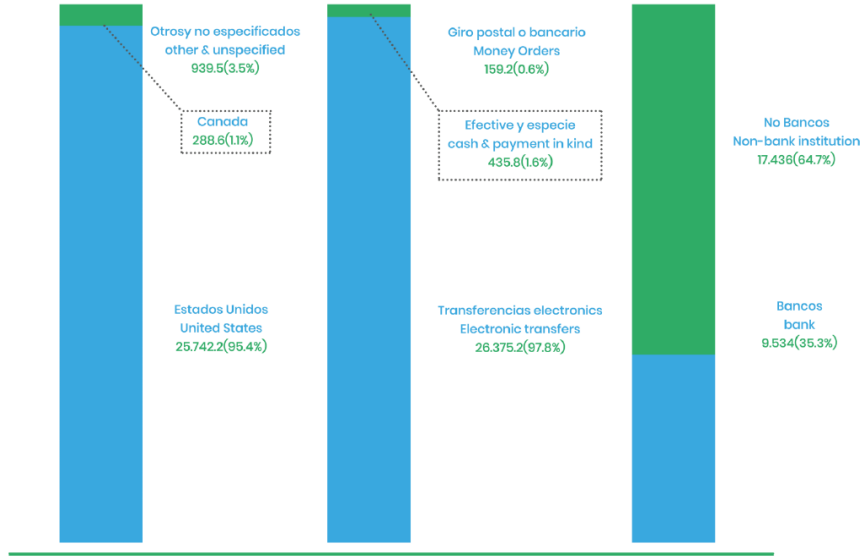 Otrosy no especificados
other & unspecified
939.5(3.5%)
Canada
288.6(1.1%)
Estados Unidos
United States
25.742.2(95.4%)
Giro postal o bancario
Money Orders
159.2(0.6%)
Efective y especie
cash & payment in kind
435.8(1.6%)
Transferencias electronics
Electronic transfers
26.375.2(97.8%)
No Bancos
Non-bank institution
17.436(64.7%)
Bancos
bank
9.534(35.3%)